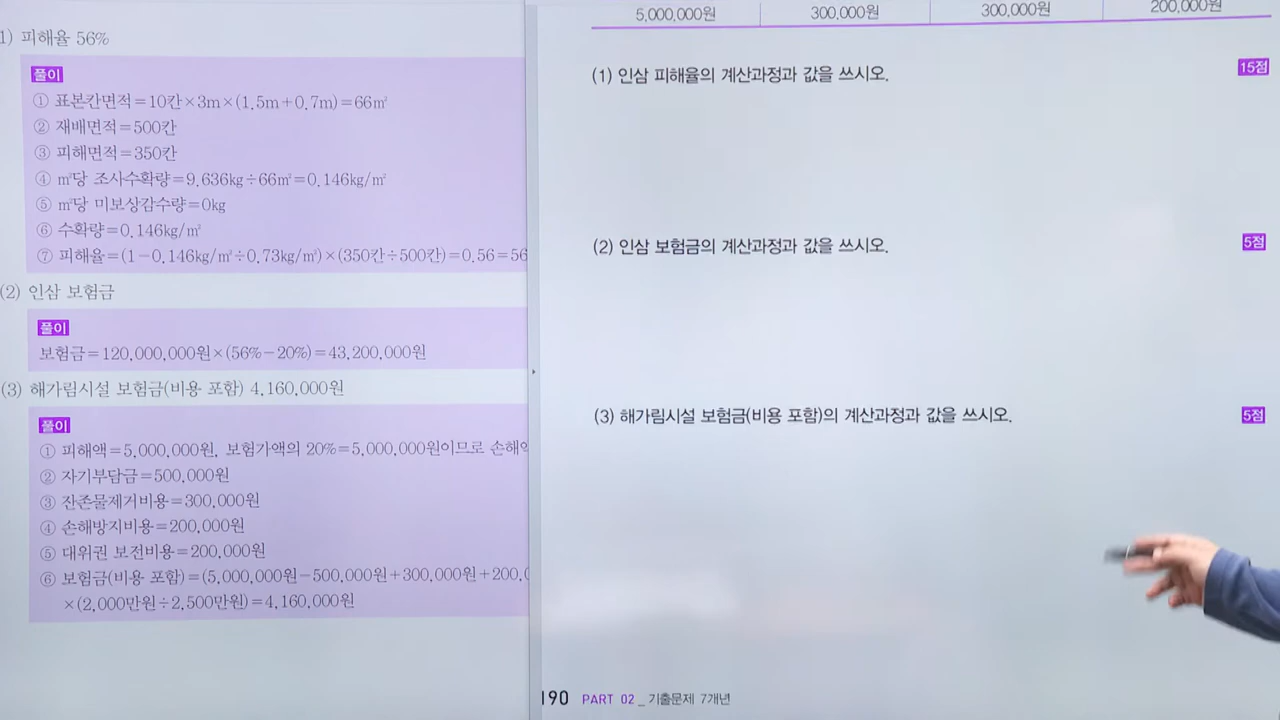 1) 피해율 56%
풀이
① 표본칸면적=10칸×3m×(1.5m+0.7m)=66㎡
② 재배면적=500칸
③ 피해면적=350칸
④ ㎡당 조사수확량=9.636kg÷66㎡=0.146kg/㎡
⑤ ㎡당 미보상감수량=0kg
⑥ 수확량=0.146kg/㎡
⑦ 피해율=(1-0.146kg/㎡÷0.73kg/㎡)×(350칸÷500칸)=0.56=56
(2) 인삼 보험금
풀이
보험금=120,000,000원×(56%-20%)=43,200,000원
(3) 해가림시설 보험금(비용 포함) 4,160,000원
풀이
① 피해액=5,000,000원, 보험가액의 20%=5,000,000원이므로 손해
② 자기부담금=500,000원
③ 잔존물제거비용=300,000원
④ 손해방지비용=200,000원
⑤ 대위권 보전비용=200,000원
⑥ 보험금(비용 포함)=(5,000,000원-500,000원+300,000원+200,
×(2,000만원÷2,500만원)=4,160,000원
5,000,000원 300,000원 300,000원 200,000원
(1) 인삼 피해율의 계산과정과 값을 쓰시오. 15점
(2) 인삼 보험금의 계산과정과 값을 쓰시오. 5점
(3) 해가림시설 보험금(비용 포함)의 계산과정과 값을 쓰시오. 5점
190 PART 02_기출문제 7개년